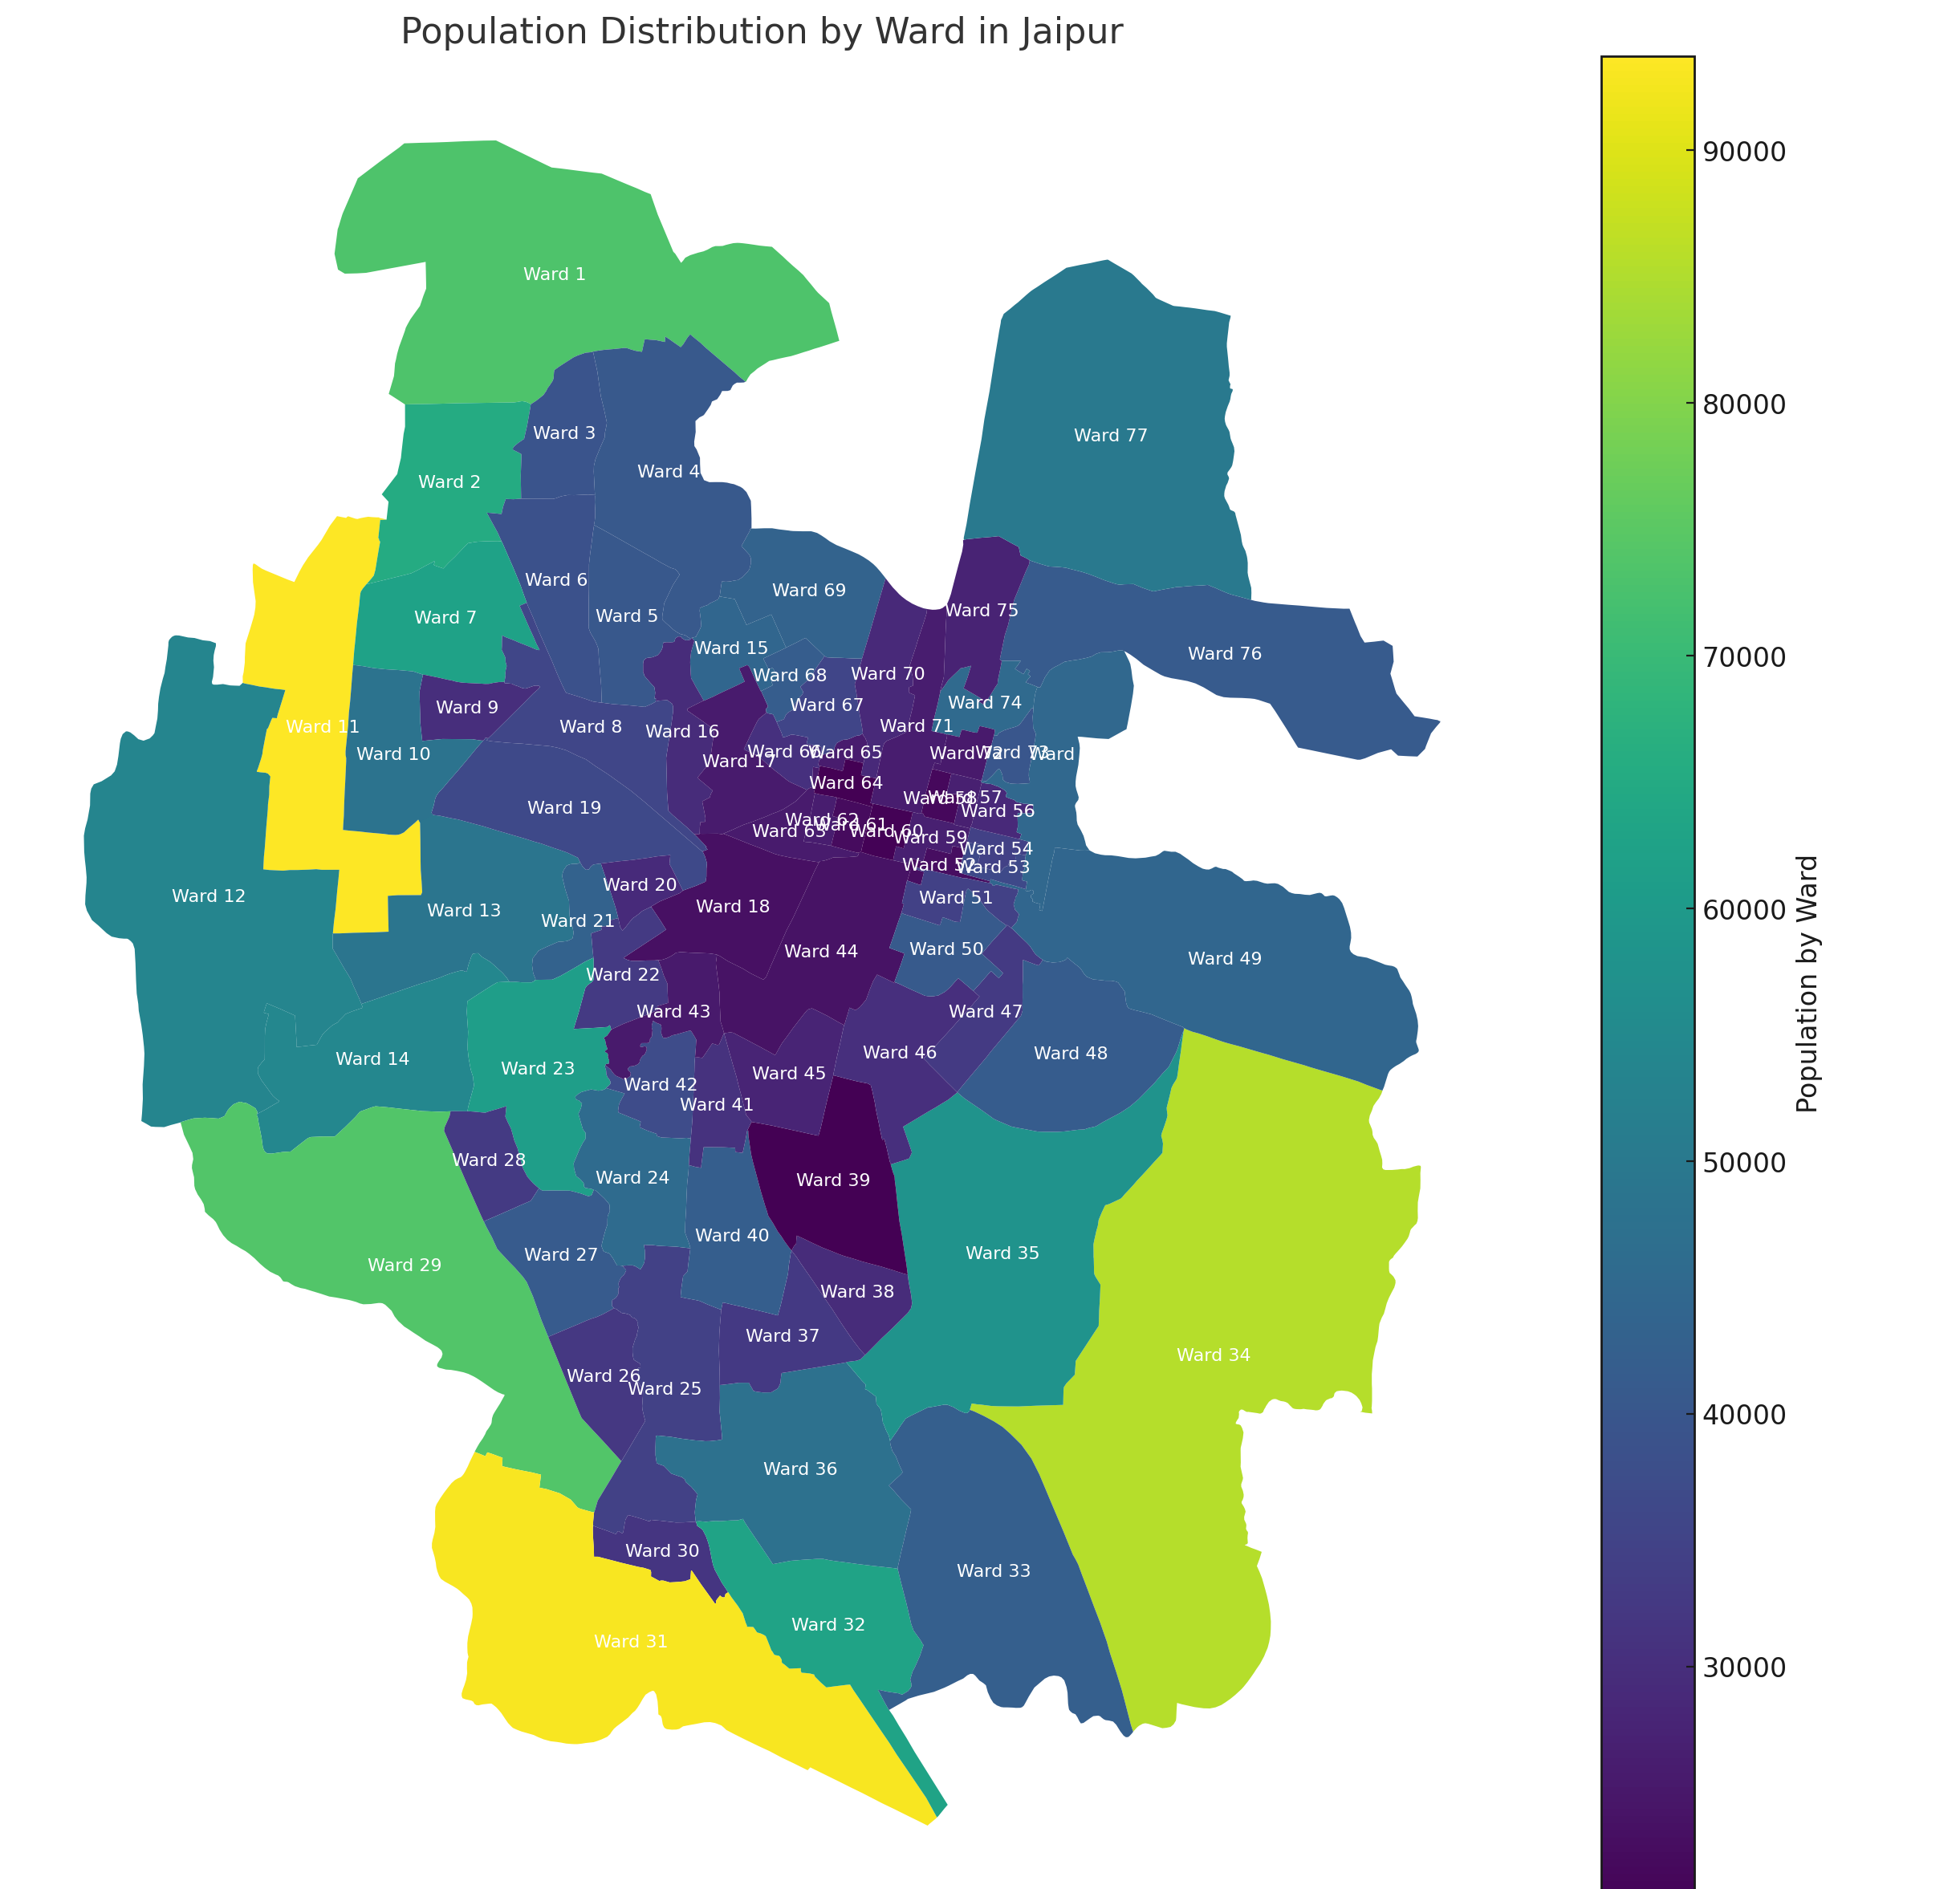 Population Distribution by Ward in Jaipur
Ward 1
Ward 77
Ward 3
Ward 4
Ward 2
Ward 6
Ward 69
Ward 75
Ward 5
Ward 7
Ward 15
Ward 76
Ward 68
Ward 70
Ward 74
Ward 67
Ward 9
Ward 11
Ward 8
Ward 71
Ward 16
Ward 10
Ward 66
Ward 65
Ward 72
Ward 73
Ward
Ward 17
Ward 64
Ward 58
Ward 57
Ward 19
Ward 56
Ward 62
Ward 61
Ward 63
Ward 60
Ward 59
Ward 54
Ward 52
Ward 53
Ward 20
Ward 12
Ward 51
Ward 18
Ward 13
Ward 21
Ward 44
Ward 50
Ward 49
Ward 22
Ward 43
Ward 47
Ward 46
Ward 48
Ward 14
Ward 23
Ward 45
Ward 42
Ward 41
Ward 28
Ward 24
Ward 39
Ward 40
Ward 27
Ward 35
Ward 29
Ward 38
Ward 37
Ward 34
Ward 26
Ward 25
Ward 36
Ward 30
Ward 33
Ward 32
Ward 31
90000
80000
70000
60000
50000
40000
30000
Population by Ward